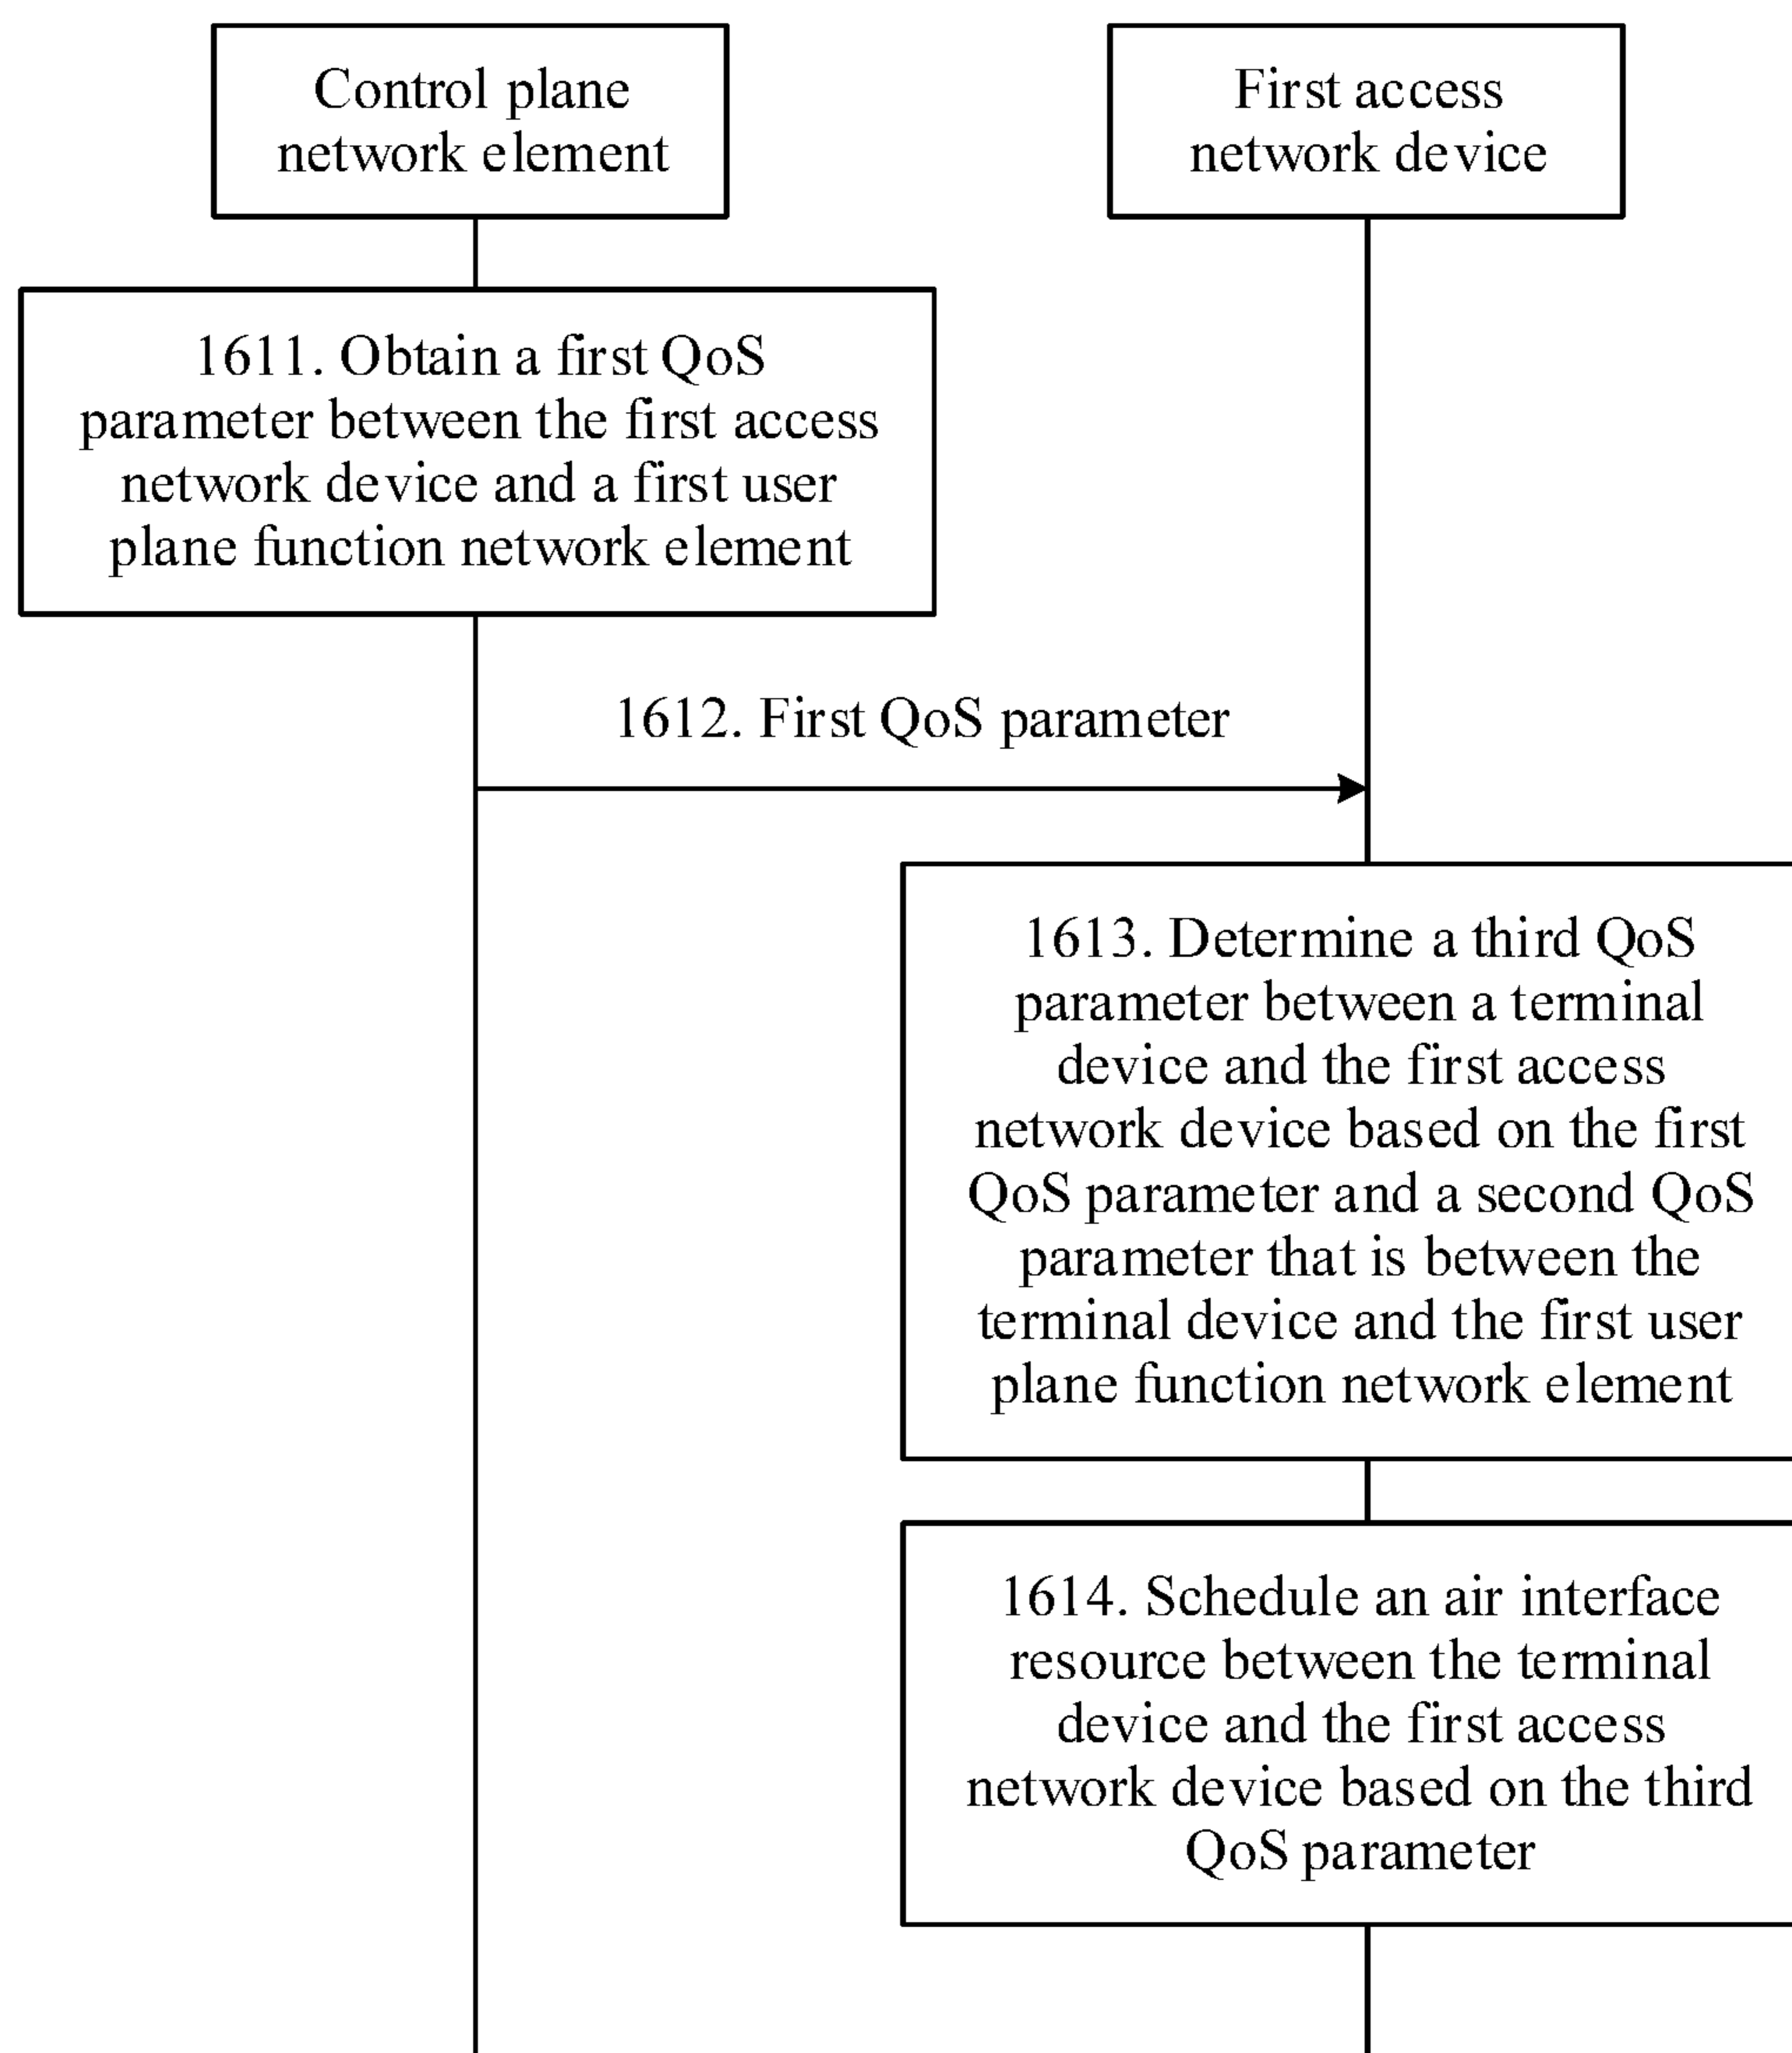 Control plane
network element
First access
network device
1611. Obtain a first QoS
parameter between the first access
network device and a first user
plane function network element
1612. First QoS parameter
1613. Determine a third QoS
parameter between a terminal
device and the first access
network device based on the first
QoS parameter and a second QoS
parameter that is between the
terminal device and the first user
plane function network element
1614. Schedule an air interface
resource between the terminal
device and the first access
network device based on the third
QoS parameter